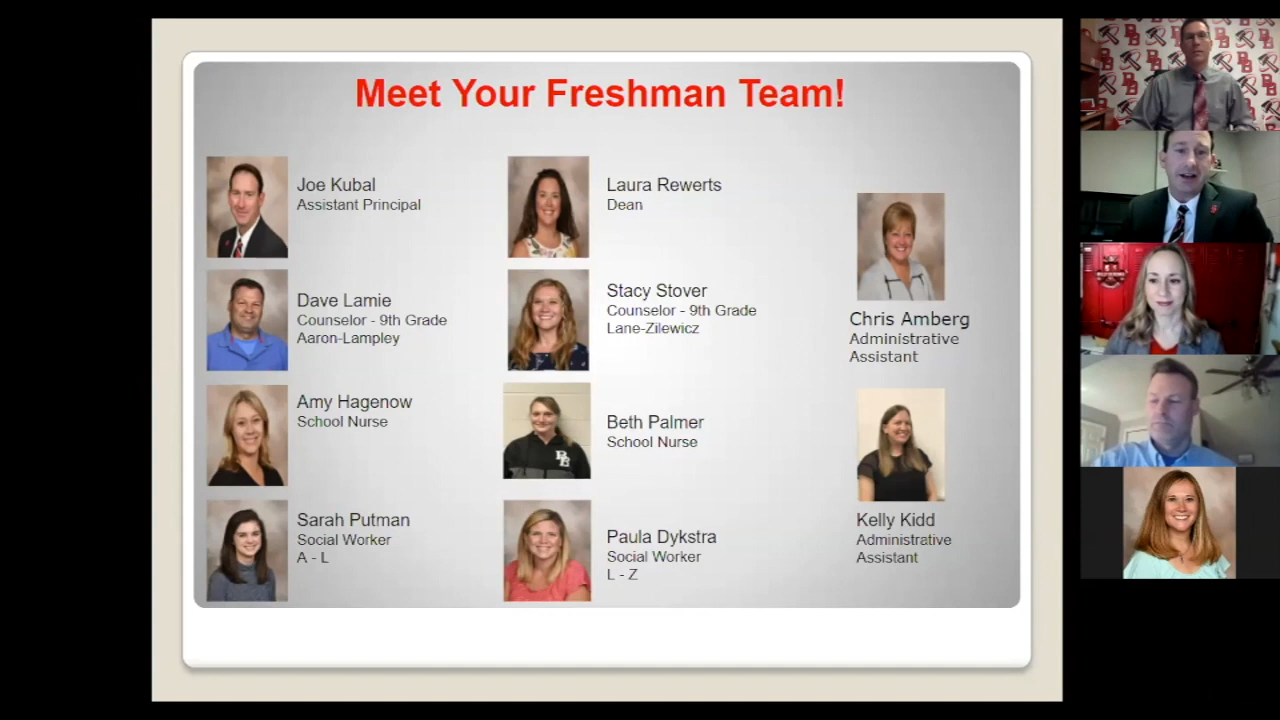 Meet Your Freshman Team!
Joe Kubal
Assistant Principal
Laura Rewerts
Dean
Dave Lamie
Counselor - 9th Grade
Aaron-Lampley
Stacy Stover
Counselor - 9th Grade
Lane-Zilewicz
Chris Amberg
Administrative
Assistant
Amy Hagenow
School Nurse
Beth Palmer
School Nurse
Sarah Putman
Social Worker
A - L
Paula Dykstra
Social Worker
L - Z
Kelly Kidd
Administrative
Assistant